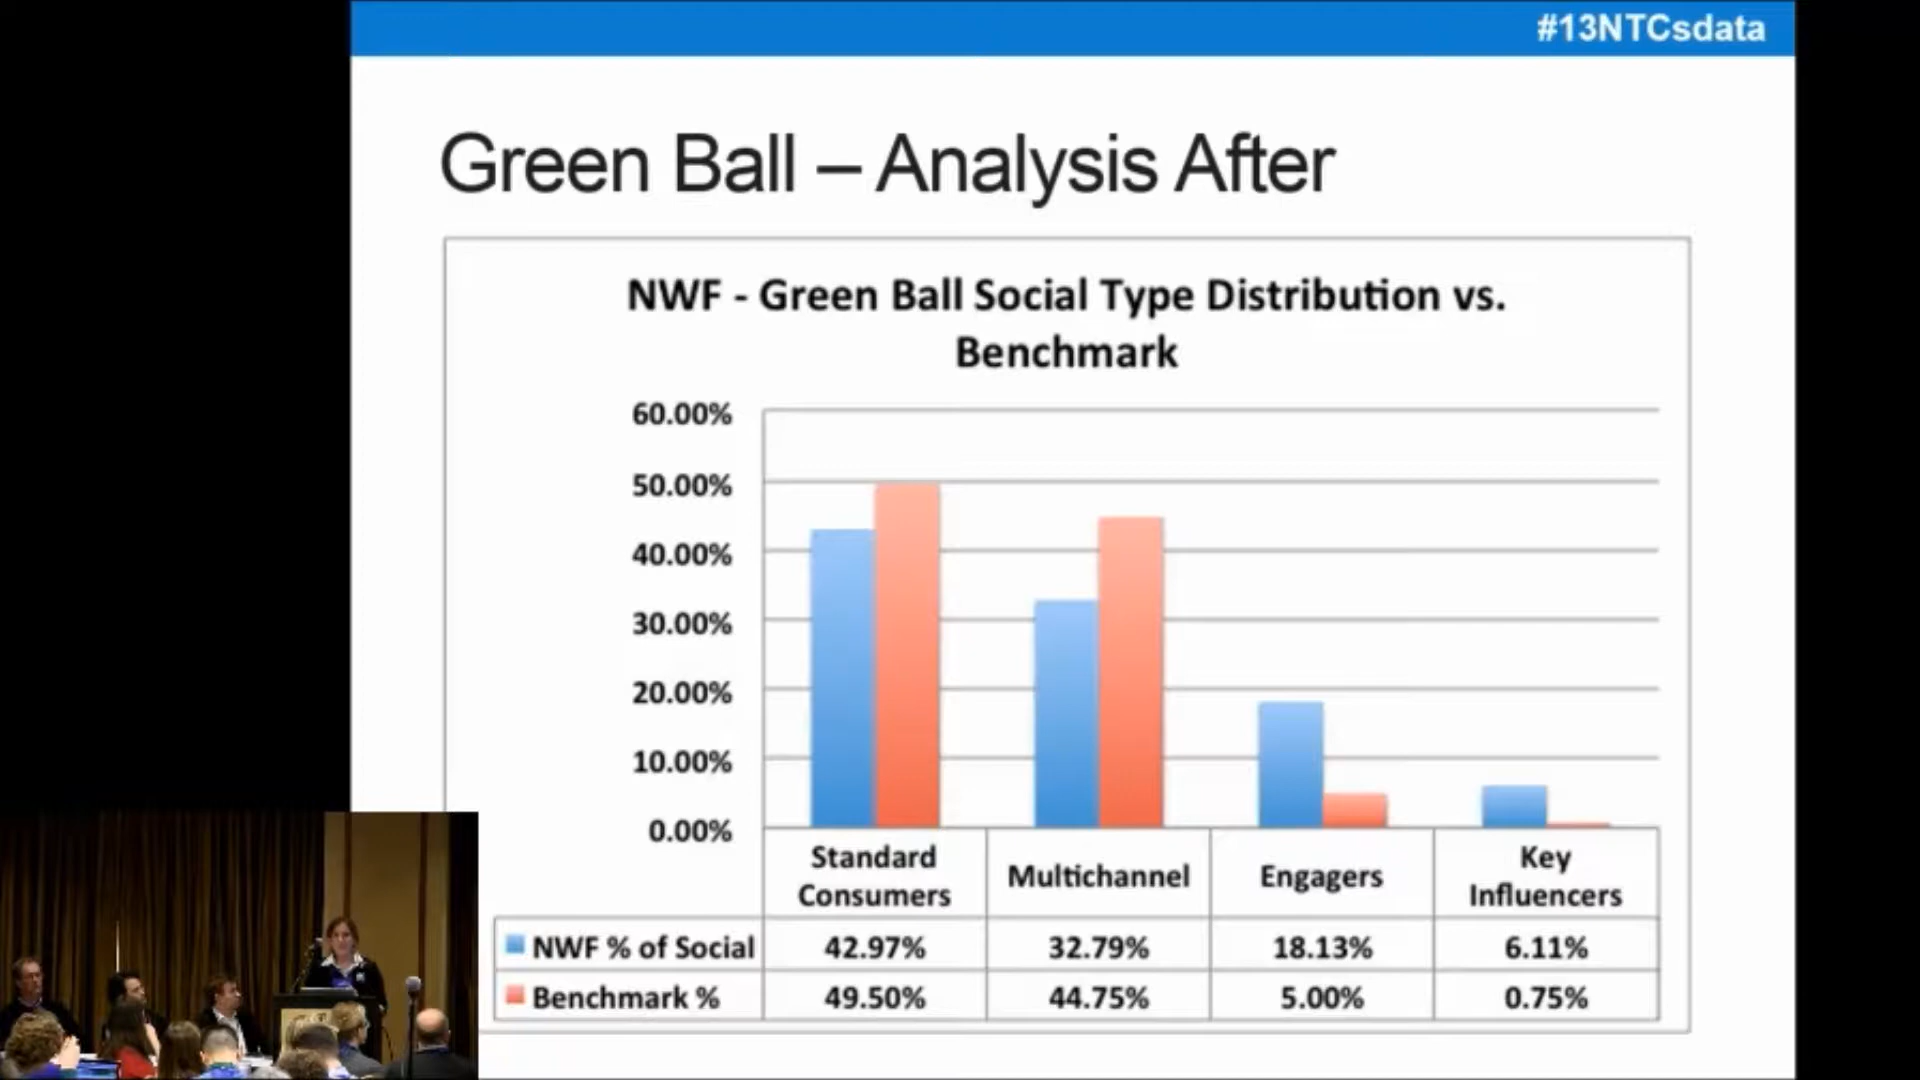 #13NTCsdata
Green Ball – Analysis After
NWF - Green Ball Social Type Distribution vs.
Benchmark
60.00%
50.00%
40.00%
30.00%
20.00%
10.00%
0.00%
Standard Consumers
Multichannel
Engagers
Key Influencers
NWF % of Social 42.97% 32.79% 18.13% 6.11%
Benchmark % 49.50% 44.75% 5.00% 0.75%